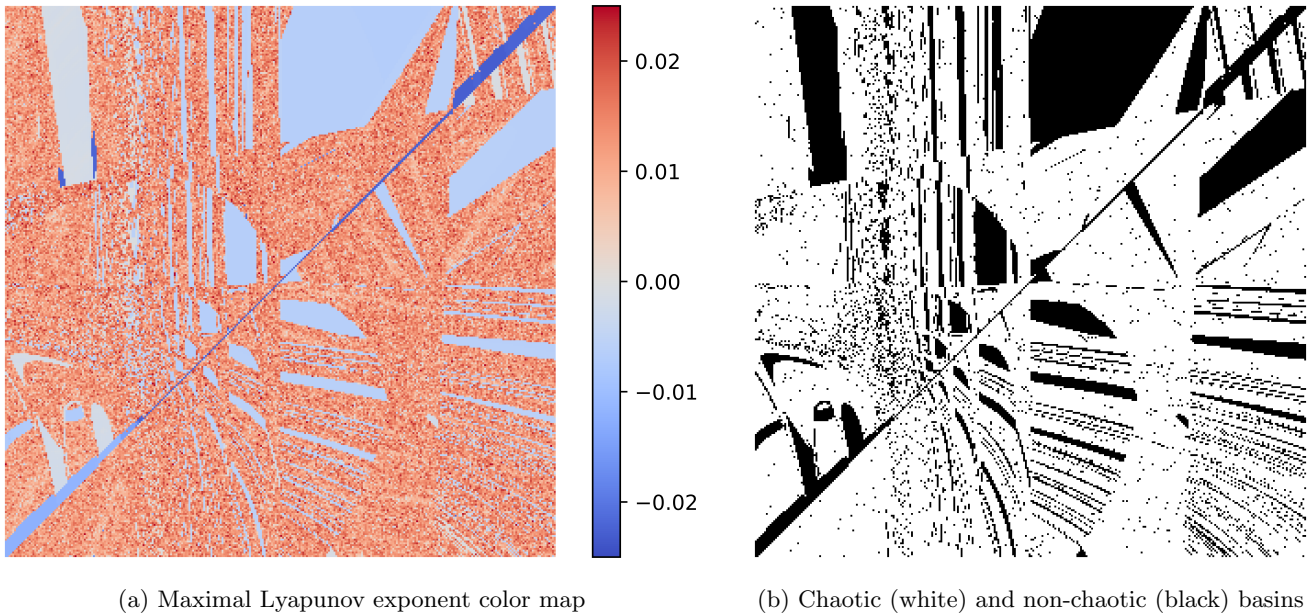 0.02
0.01
0.00
−0.01
−0.02
(a) Maximal Lyapunov exponent color map
(b) Chaotic (white) and non-chaotic (black) basins